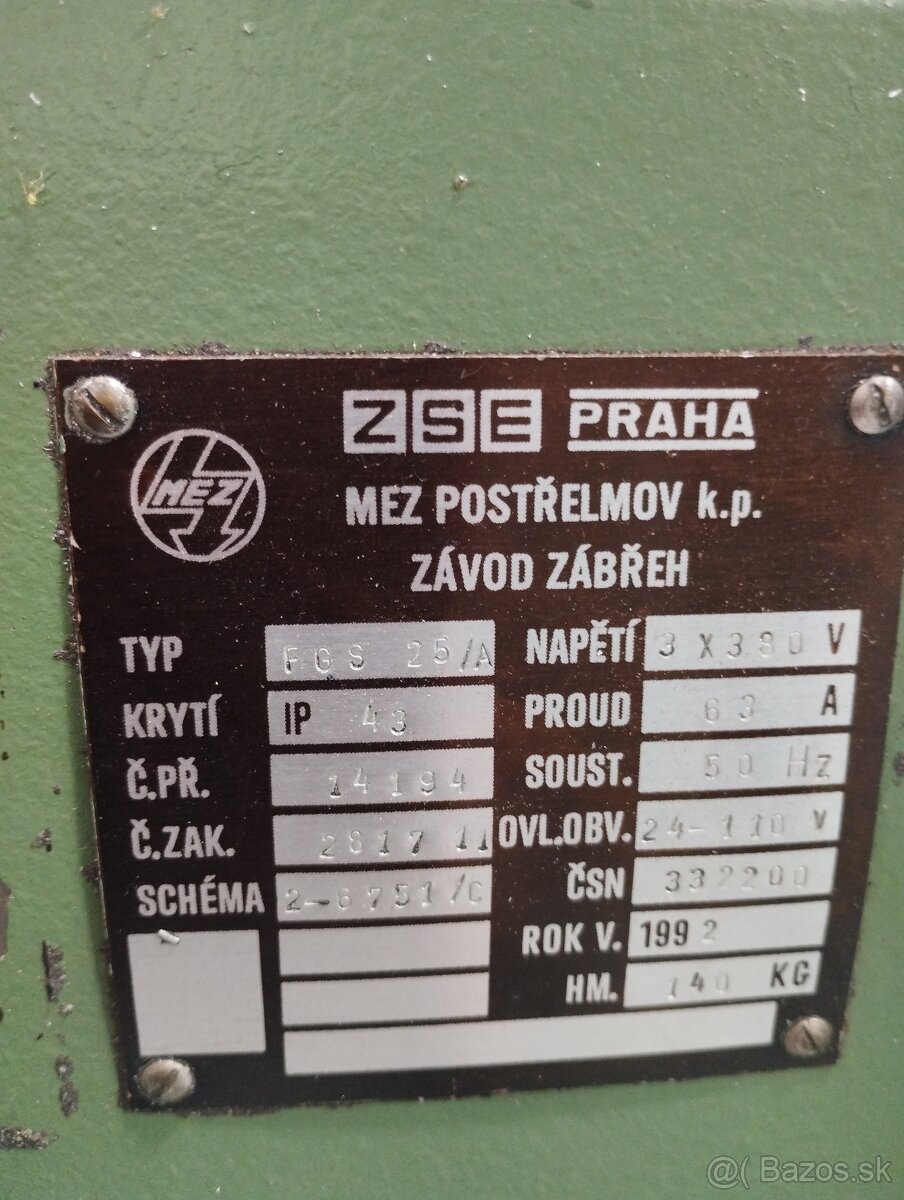 ZSE PRAHA
MEZ
MEZ POSTŘELMOV k.p.
ZÁVOD ZÁBŘEH
TYP FGS 25/A NAPĚTÍ 3 X 380 V
KRYTÍ IP 43 PROUD 63 A
Č.PŘ. 14194 SOUST. 50 Hz
Č.ZAK. 2817 11 OVL.OBV. 24-110 V
SCHÉMA 2-6751/C ČSN 332200
ROK V. 1992
HM. 140 KG
@( Bazos.sk